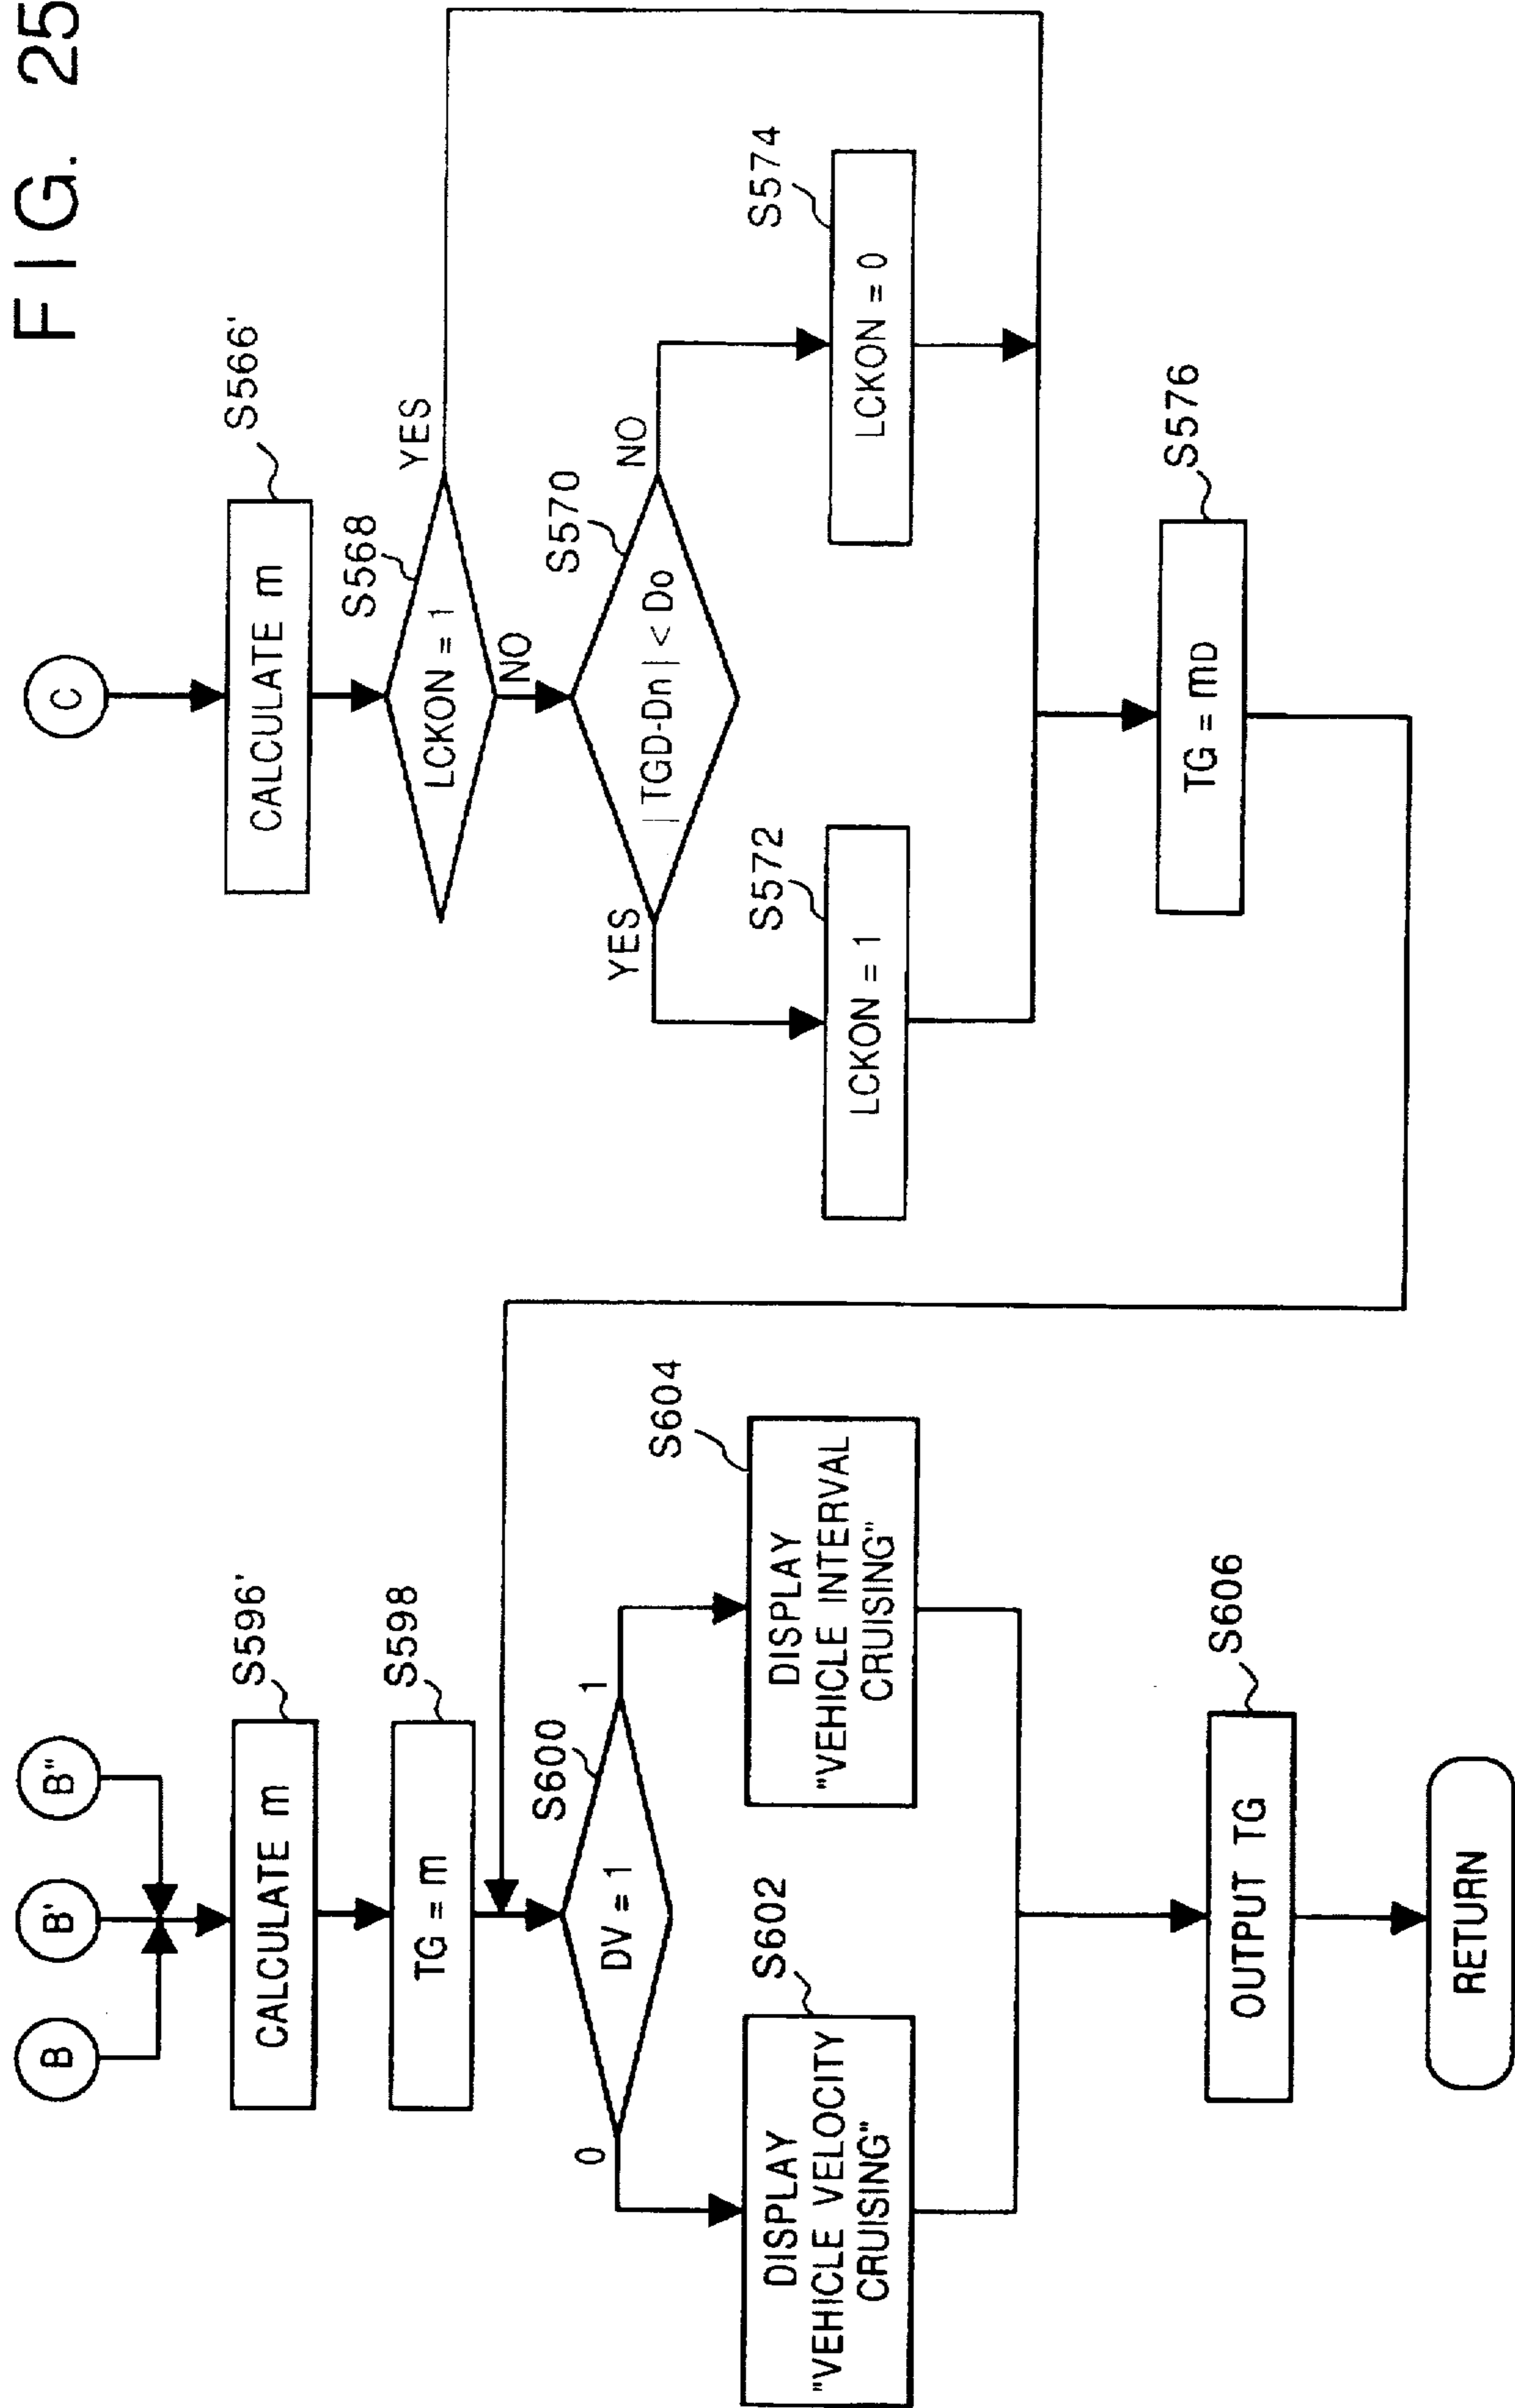 FIG. 25
B
B'
B"
CALCULATE m
S596'
TG = m
S598
DV = 1
S600
0
1
DISPLAY
"VEHICLE VELOCITY
CRUISING"
S602
DISPLAY
"VEHICLE INTERVAL
CRUISING"
S604
OUTPUT TG
S606
RETURN
C
CALCULATE m
S566'
LCKON = 1
S568
YES
NO
| TGD-Dn | < Do
S570
YES
NO
LCKON = 1
S572
LCKON = 0
S574
TG = mD
S576